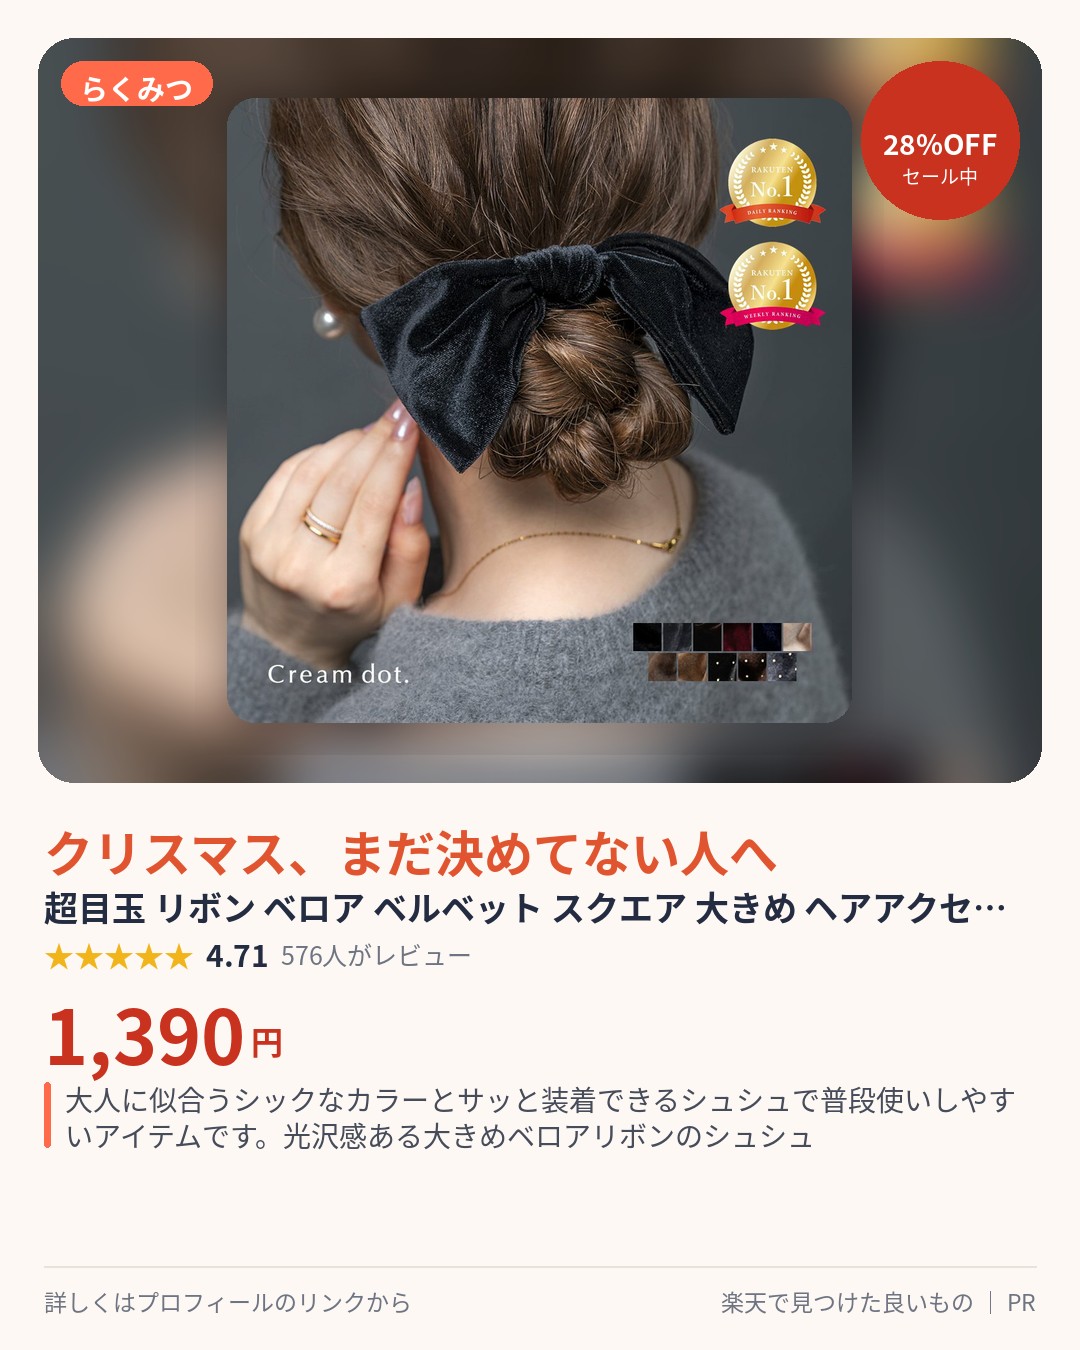 らくみつ
28%OFF
セール中
RAKUTEN
No.1
DAILY RANKING
RAKUTEN
No.1
WEEKLY RANKING
Cream dot.
クリスマス、まだ決めてない人へ
超目玉 リボン ベロア ベルベット スクエア 大きめ ヘアアクセ…
★★★★★ 4.71 576人がレビュー
1,390円
大人に似合うシックなカラーとサッと装着できるシュシュで普段使いしやす
いアイテムです。光沢感ある大きめベロアリボンのシュシュ
詳しくはプロフィールのリンクから
楽天で見つけた良いもの｜PR